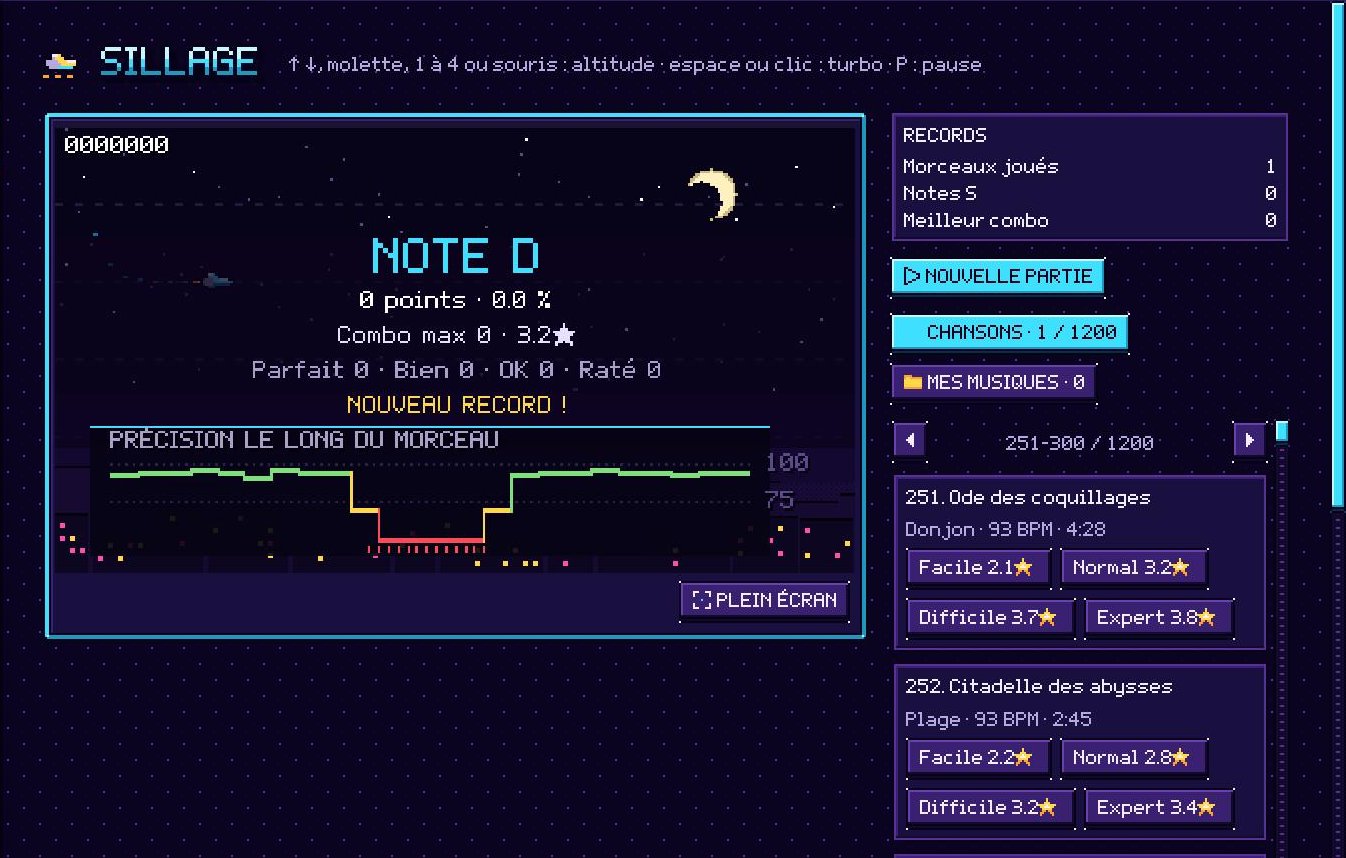 SILLAGE
↑ ↓, molette, 1 à 4 ou souris : altitude · espace ou clic : turbo · P : pause
0000000
NOTE D
0 points · 0.0 %
Combo max 0 · 3.2★
Parfait 0 · Bien 0 · OK 0 · Raté 0
NOUVEAU RECORD !
PRÉCISION LE LONG DU MORCEAU
100
75
PLEIN ÉCRAN
RECORDS
Morceaux joués 1
Notes S 0
Meilleur combo 0
▷ NOUVELLE PARTIE
CHANSONS · 1 / 1200
MES MUSIQUES · 0
251-300 / 1200
251. Ode des coquillages
Donjon · 93 BPM · 4:28
Facile 2.1★ Normal 3.2★
Difficile 3.7★ Expert 3.8★
252. Citadelle des abysses
Plage · 93 BPM · 2:45
Facile 2.2★ Normal 2.8★
Difficile 3.2★ Expert 3.4★